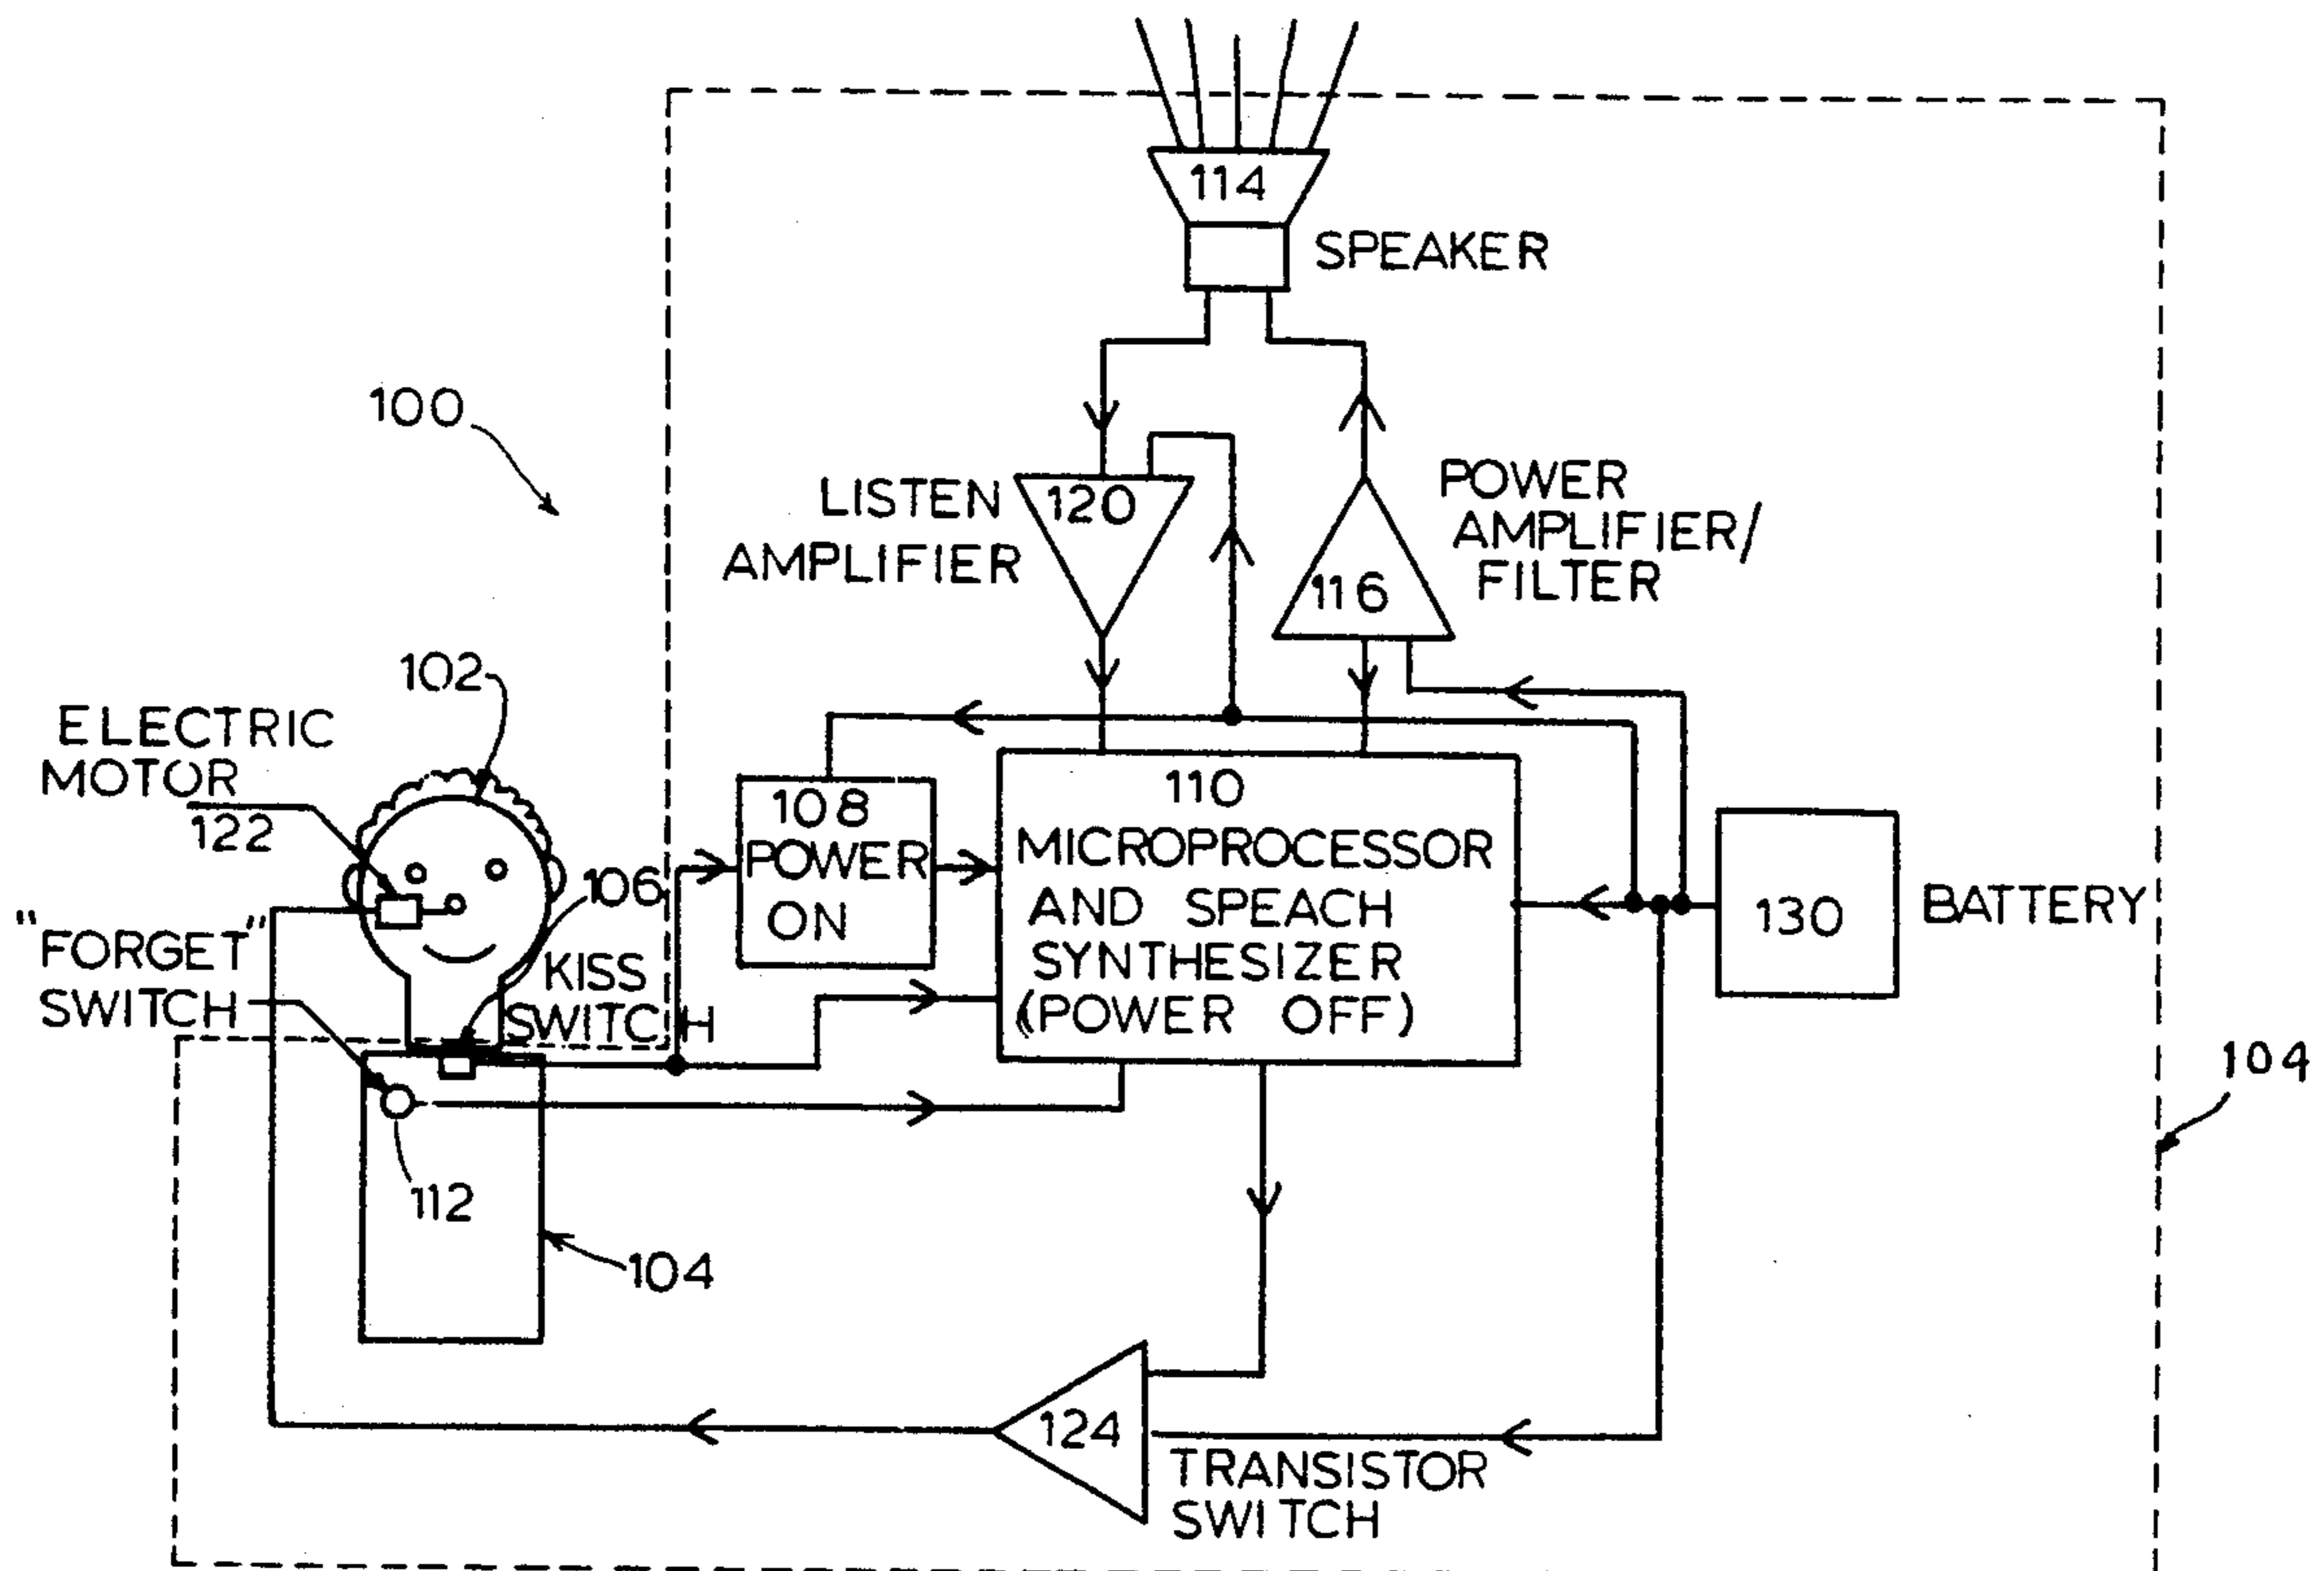 114
SPEAKER
100
LISTEN
AMPLIFIER
120
POWER
AMPLIFIER/
FILTER
116
102
ELECTRIC
MOTOR
122
106
"FORGET"
SWITCH
KISS
SWITCH
108
POWER
ON
110
MICROPROCESSOR
AND SPEACH
SYNTHESIZER
(POWER OFF)
130
BATTERY
104
112
104
124
TRANSISTOR
SWITCH